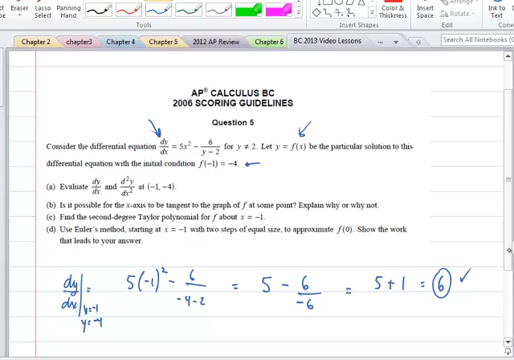 Shapes
Arrange
Color & Thickness
Insert Space
Ink to Text
Panning Hand
Tools
Chapter 2
chapter3
Chapter 4
Chapter 5
2012 AP Review
Chapter 6
BC 2013 Video Lessons
Search All Notebooks
AP® CALCULUS BC
2006 SCORING GUIDELINES
Question 5
Consider the differential equation dy/dx = 5x² − 6/(y − 2) for y ≠ 2. Let y = f(x) be the particular solution to this
differential equation with the initial condition f(−1) = −4.
(a) Evaluate dy/dx and d²y/dx² at (−1, −4).
(b) Is it possible for the x-axis to be tangent to the graph of f at some point? Explain why or why not.
(c) Find the second-degree Taylor polynomial for f about x = −1.
(d) Use Euler's method, starting at x = −1 with two steps of equal size, to approximate f(0). Show the work
that leads to your answer.
dy/dx | = 5(-1)² - 6/(-4-2) = 5 - 6/-6 = 5 + 1 = 6 ✓
y=-4